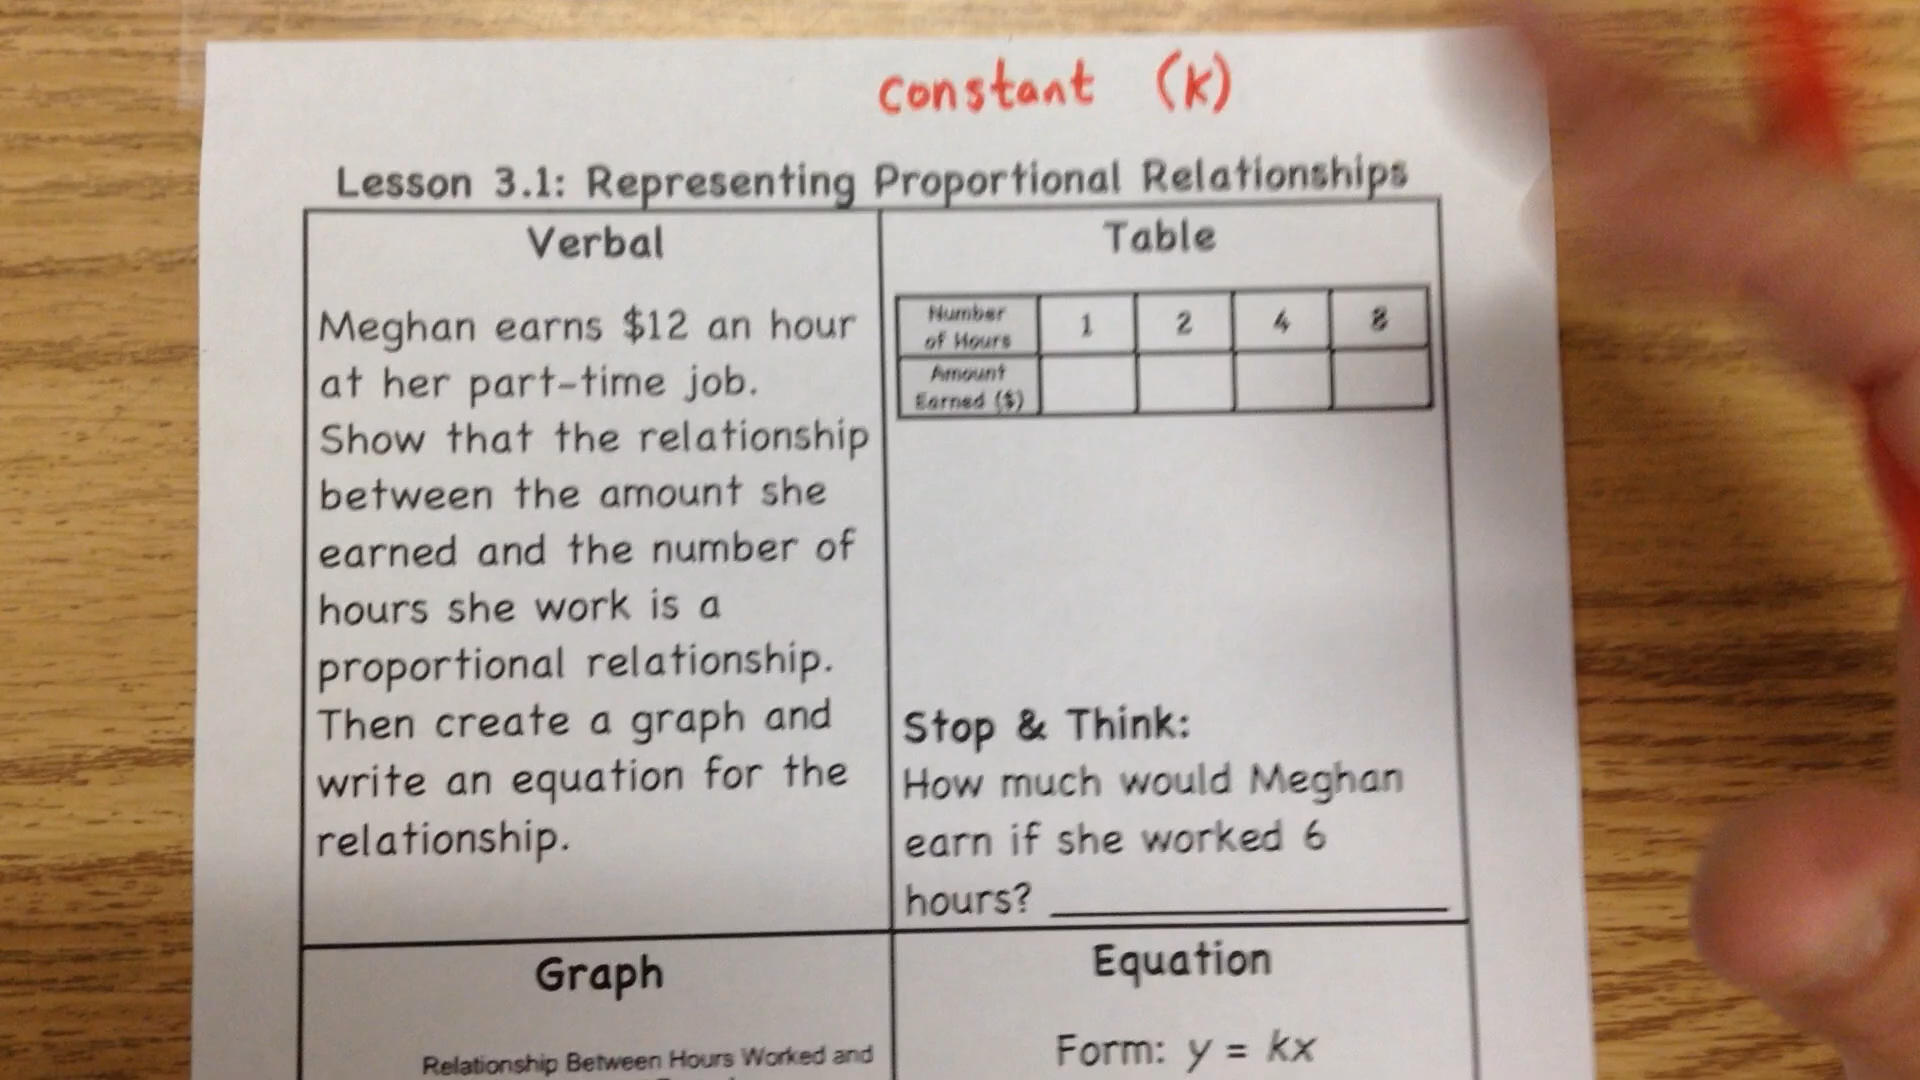 constant (k)
Lesson 3.1: Representing Proportional Relationships
Verbal
Meghan earns $12 an hour
at her part-time job.
Show that the relationship
between the amount she
earned and the number of
hours she work is a
proportional relationship.
Then create a graph and
write an equation for the
relationship.
Table
Number of Hours 1 2 4 8
Amount Earned ($)
Stop & Think:
How much would Meghan
earn if she worked 6
hours?
Graph
Relationship Between Hours Worked and
Equation
Form: y = kx